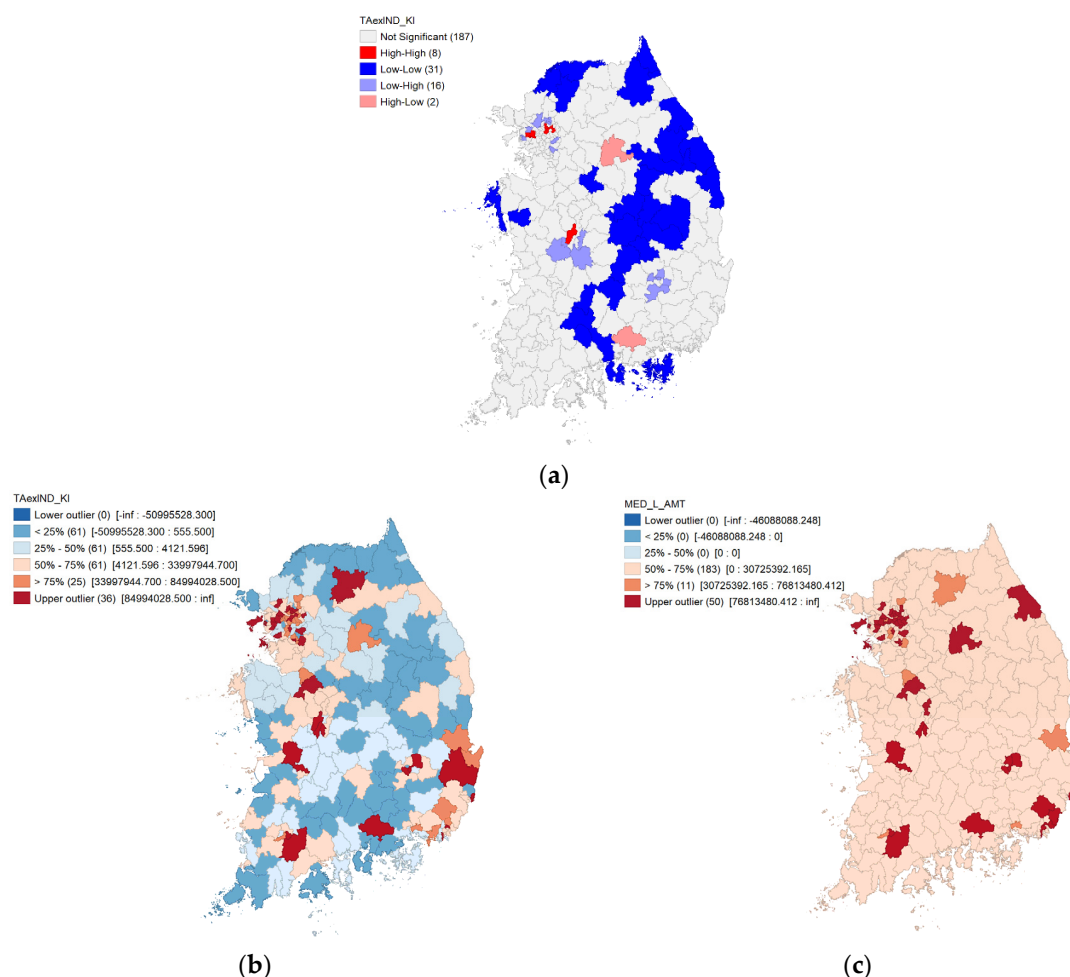 TAexIND_KI
Not Significant (187)
High-High (8)
Low-Low (31)
Low-High (16)
High-Low (2)
(a)
TAexIND_KI
Lower outlier (0) [-inf : -50995528.300]
< 25% (61) [-50995528.300 : 555.500]
25% - 50% (61) [555.500 : 4121.596]
50% - 75% (61) [4121.596 : 33997944.700]
> 75% (25) [33997944.700 : 84994028.500]
Upper outlier (36) [84994028.500 : inf]
(b)
MED_L_AMT
Lower outlier (0) [-inf : -46088088.248]
< 25% (0) [-46088088.248 : 0]
25% - 50% (0) [0 : 0]
50% - 75% (183) [0 : 30725392.165]
> 75% (11) [30725392.165 : 76813480.412]
Upper outlier (50) [76813480.412 : inf]
(c)